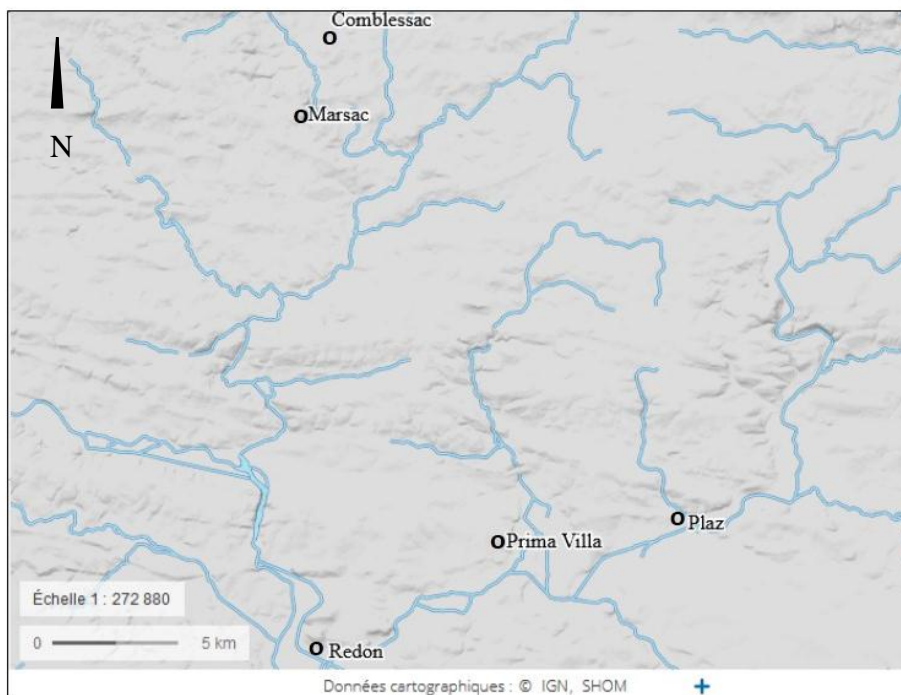 Comblessac
Marsac
N
Plaz
Prima Villa
Échelle 1 : 272 880
0 5 km
Redon
Données cartographiques : © IGN, SHOM +